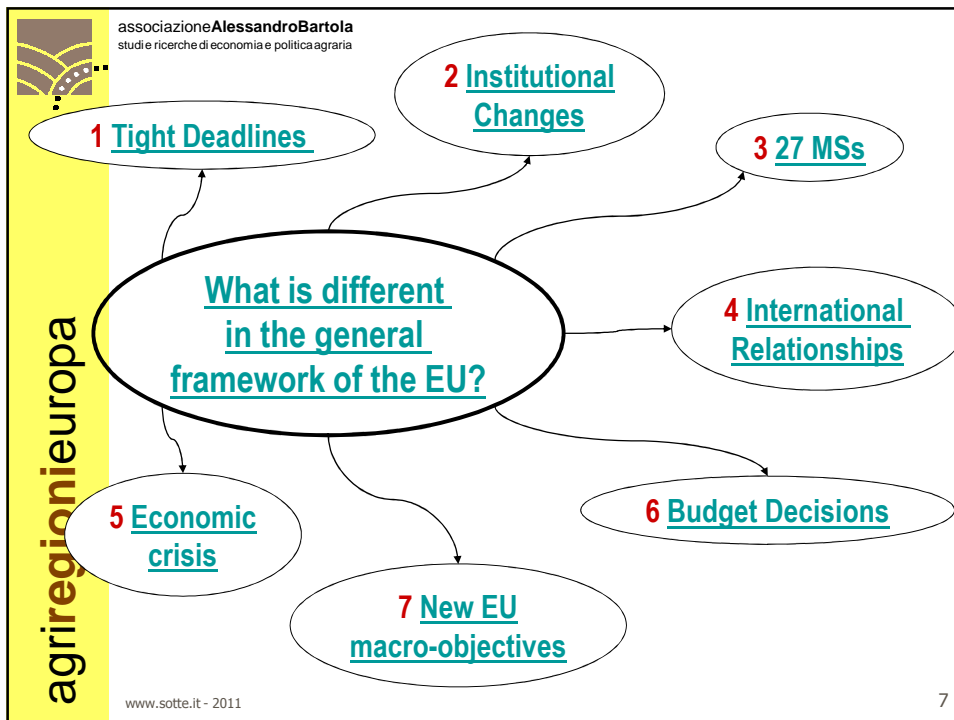 associazioneAlessandroBartola
studi e ricerche di economia e politica agraria
1 Tight Deadlines
2 Institutional
Changes
3 27 MSs
What is different
in the general
framework of the EU?
4 International
Relationships
5 Economic
crisis
6 Budget Decisions
7 New EU
macro-objectives
agriregionieuropa
www.sotte.it - 2011
7